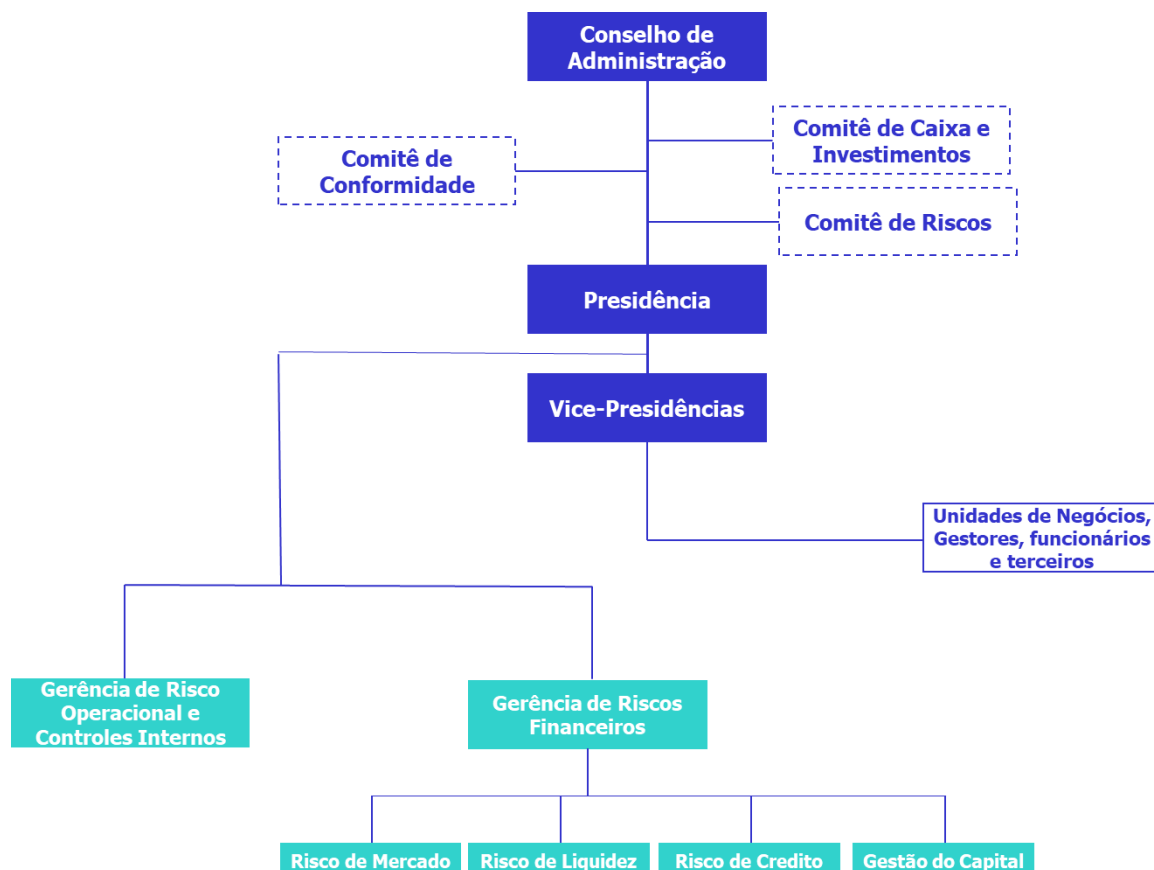 Conselho de
Administração
Comitê de Caixa e
Investimentos
Comitê de
Conformidade
Comitê de Riscos
Presidência
Vice-Presidências
Unidades de Negócios,
Gestores, funcionários
e terceiros
Gerência de Risco
Operacional e
Controles Internos
Gerência de Riscos
Financeiros
Risco de Mercado
Risco de Liquidez
Risco de Credito
Gestão do Capital